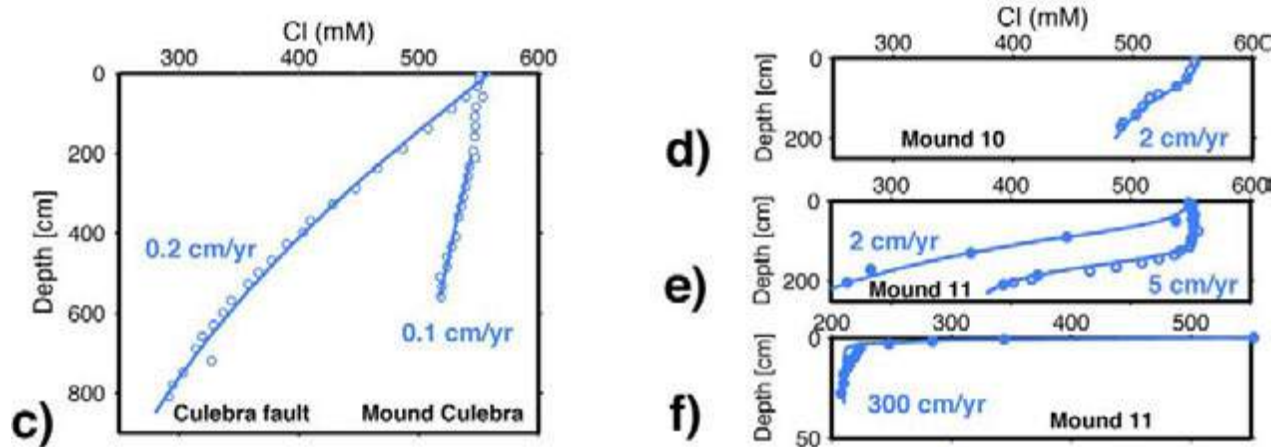 Cl (mM)
300 400 500 600
0
200
400
600
800
Depth [cm]
0.2 cm/yr
0.1 cm/yr
Culebra fault
Mound Culebra
c)
Cl (mM)
300 400 500 600
0
200
Depth [cm]
Mound 10
2 cm/yr
d)
300 400 500 600
0
200
Depth [cm]
2 cm/yr
Mound 11
5 cm/yr
e)
200 300 400 500
0
50
Depth [cm]
300 cm/yr
Mound 11
f)